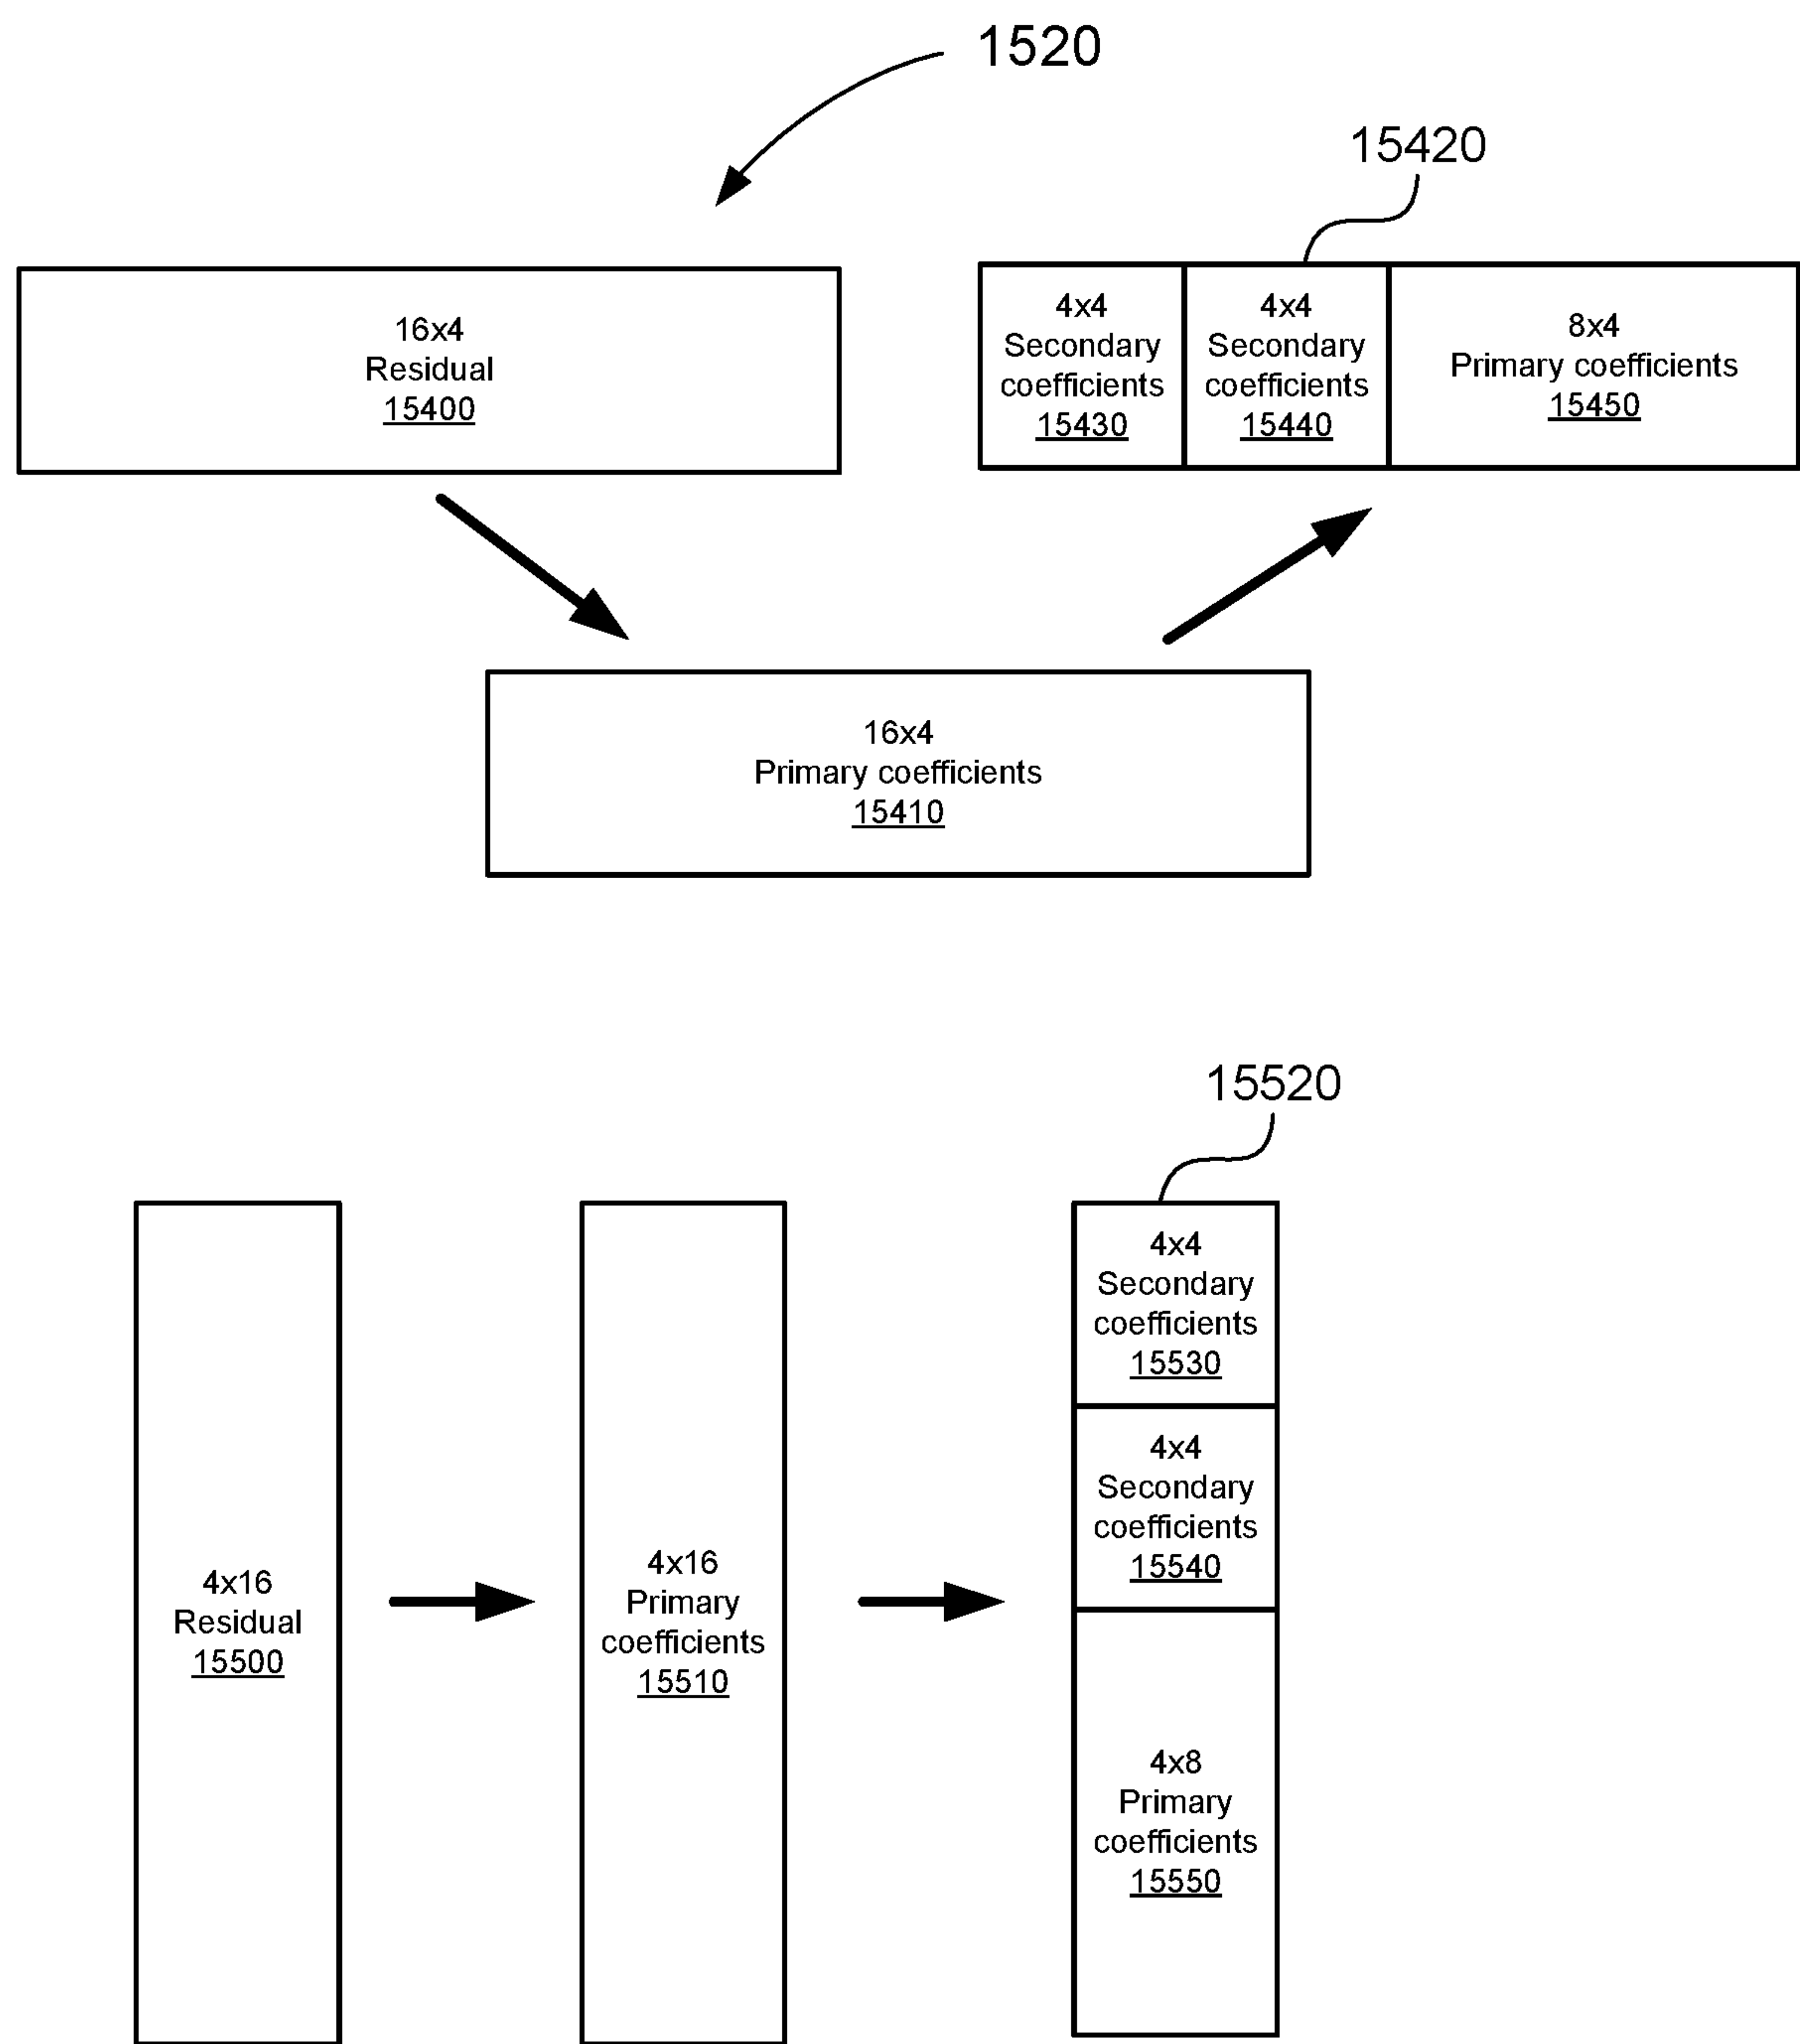 1520
15420
16x4
Residual
15400
4x4
Secondary
coefficients
15430
4x4
Secondary
coefficients
15440
8x4
Primary coefficients
15450
16x4
Primary coefficients
15410
15520
4x16
Residual
15500
4x16
Primary
coefficients
15510
4x4
Secondary
coefficients
15530
4x4
Secondary
coefficients
15540
4x8
Primary
coefficients
15550